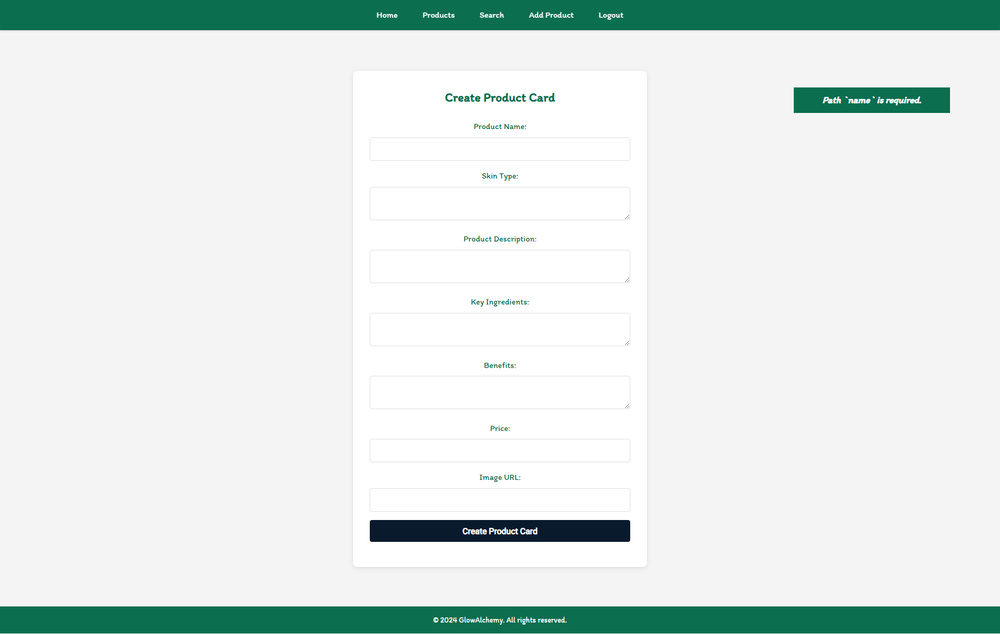 Home
Products
Search
Add Product
Logout
Create Product Card
Path `name` is required.
Product Name:
Skin Type:
Product Description:
Key Ingredients:
Benefits:
Price:
Image URL:
Create Product Card
© 2024 GlowAlchemy. All rights reserved.